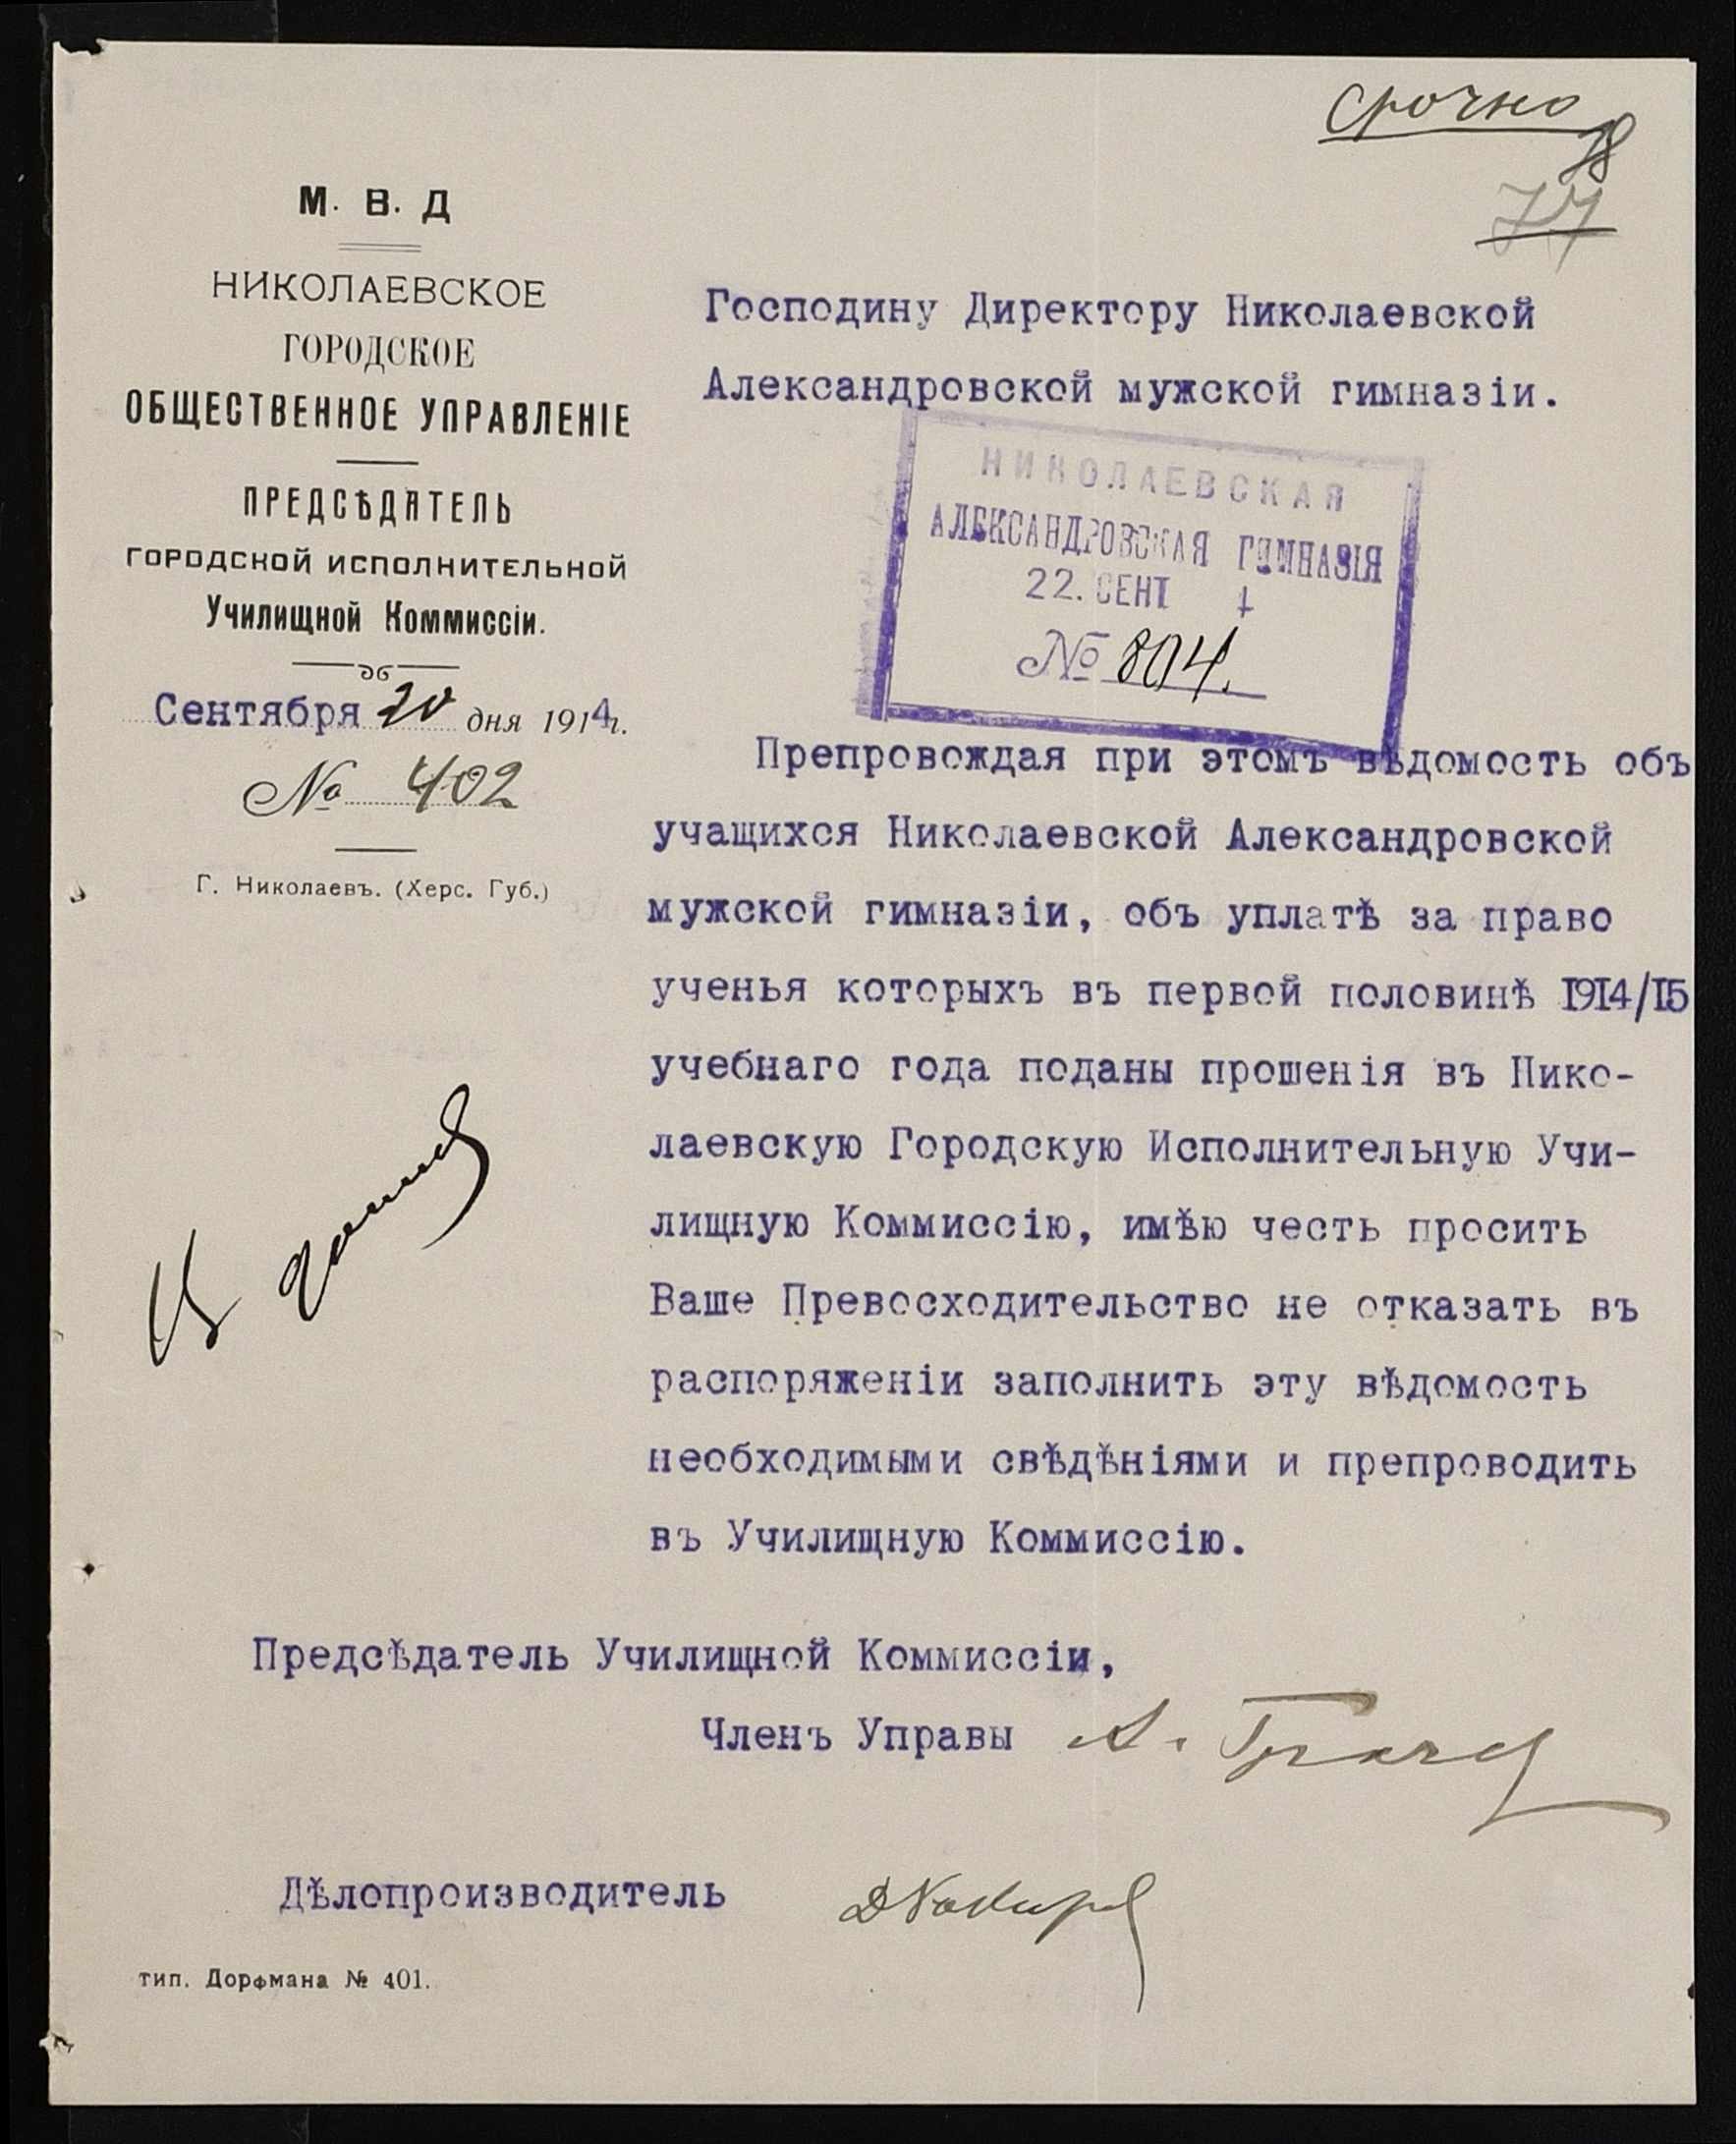 срочно
78
77
М. В. Д
НИКОЛАЕВСКОЕ
ГОРОДСКОЕ
ОБЩЕСТВЕННОЕ УПРАВЛЕНІЕ
ПРЕДСѢДАТЕЛЬ
ГОРОДСКОЙ ИСПОЛНИТЕЛЬНОЙ
Училищной Коммиссіи.
Сентября 20 дня 1914г.
№ 402
Г. Николаевъ. (Херс. Губ.)
Господину Директору Николаевской
Александровской мужской гимназіи.
НИКОЛАЕВСКАЯ
АЛЕКСАНДРОВСКАЯ ГИМНАЗІЯ
22. СЕНТ 4
№ 804.
Препровождая при этомъ вѣдомость объ
учащихся Николаевской Александровской
мужской гимназіи, объ уплатѣ за право
ученья которыхъ въ первой половинѣ 1914/15
учебнаго года поданы прошенія въ Нико-
лаевскую Городскую Исполнительную Учи-
лищную Коммиссію, имѣю честь просить
Ваше Превосходительство не отказать въ
распоряженіи заполнить эту вѣдомость
необходимыми свѣдѣніями и препроводить
въ Училищную Коммиссію.
Предсѣдатель Училищной Коммиссіи,
Членъ Управы
Дѣлопроизводитель
тип. Дорфмана № 401.